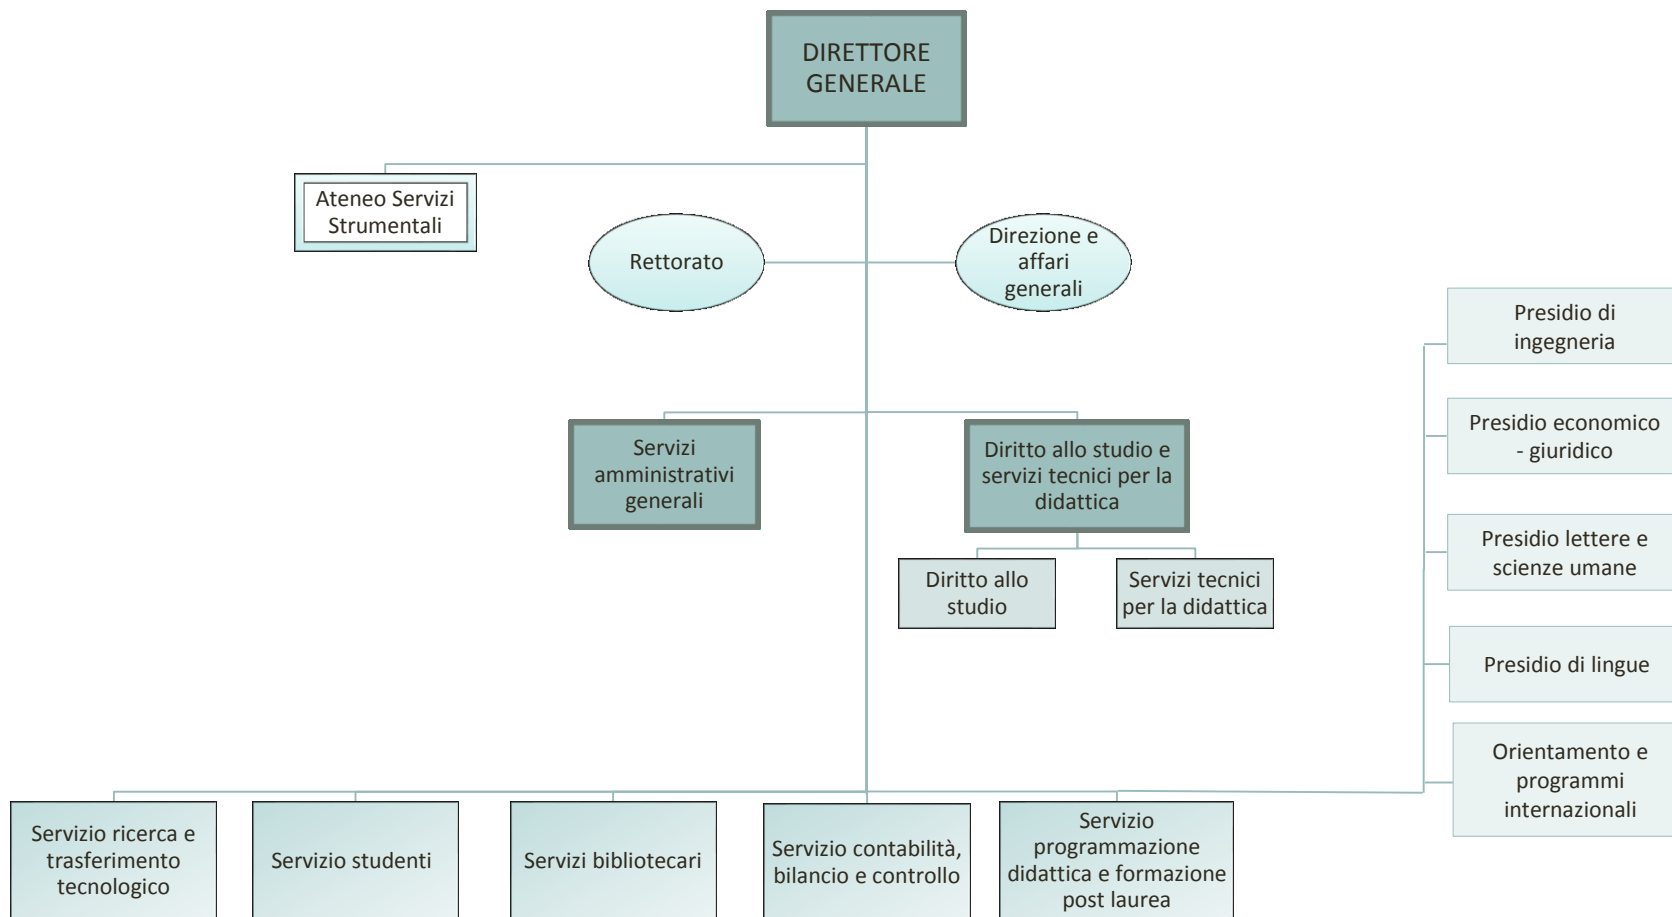 DIRETTORE
GENERALE
Ateneo Servizi
Strumentali
Rettorato
Direzione e
affari
generali
Presidio di
ingegneria
Presidio economico
- giuridico
Presidio lettere e
scienze umane
Presidio di lingue
Orientamento e
programmi
internazionali
Servizi
amministrativi
generali
Diritto allo studio e
servizi tecnici per la
didattica
Diritto allo
studio
Servizi tecnici
per la didattica
Servizio ricerca e
trasferimento
tecnologico
Servizio studenti
Servizi bibliotecari
Servizio contabilità,
bilancio e controllo
Servizio
programmazione
didattica e formazione
post laurea